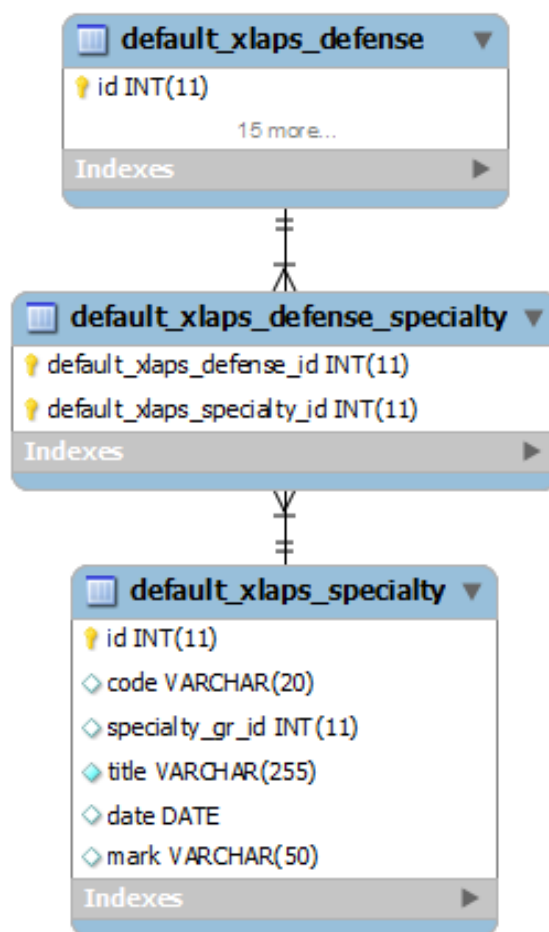 default_xlaps_defense
id INT(11)
15 more...
Indexes
default_xlaps_defense_specialty
default_xlaps_defense_id INT(11)
default_xlaps_specialty_id INT(11)
Indexes
default_xlaps_specialty
id INT(11)
code VARCHAR(20)
specialty_gr_id INT(11)
title VARCHAR(255)
date DATE
mark VARCHAR(50)
Indexes